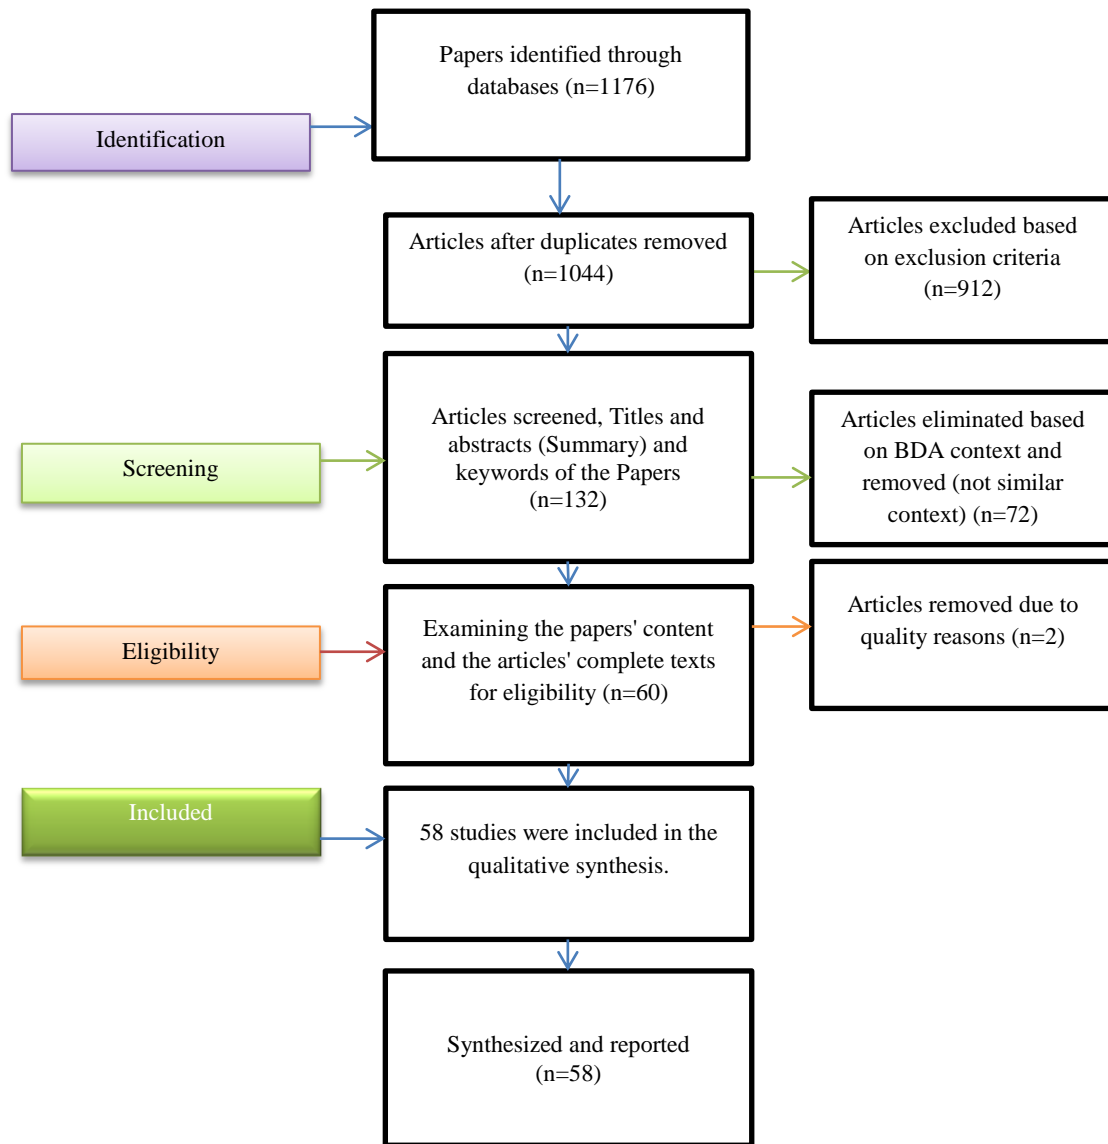 Papers identified through
databases (n=1176)
Identification
Articles after duplicates removed
(n=1044)
Articles excluded based
on exclusion criteria
(n=912)
Articles screened, Titles and
abstracts (Summary) and
keywords of the Papers
(n=132)
Screening
Articles eliminated based
on BDA context and
removed (not similar
context) (n=72)
Eligibility
Examining the papers' content
and the articles' complete texts
for eligibility (n=60)
Articles removed due to
quality reasons (n=2)
Included
58 studies were included in the
qualitative synthesis.
Synthesized and reported
(n=58)